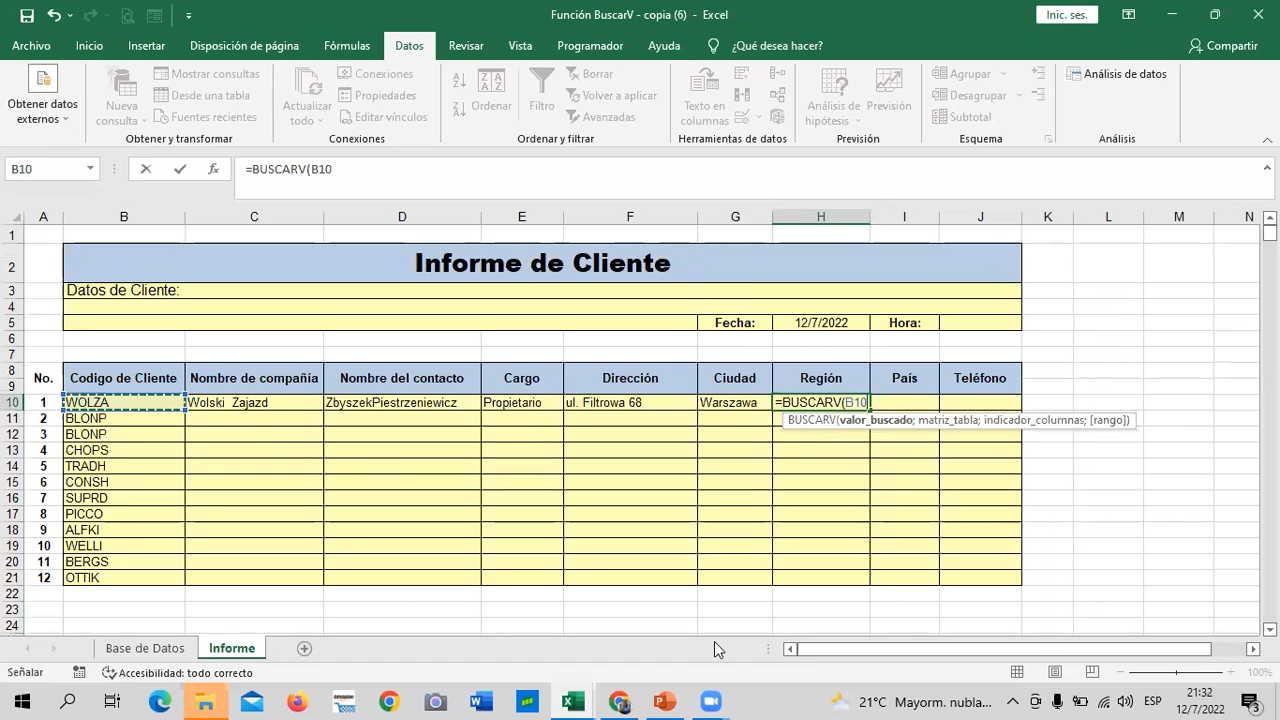 Función BuscarV - copia (6) - Excel
Inic. ses.
Archivo Inicio Insertar Disposición de página Fórmulas Datos Revisar Vista Programador Ayuda ¿Qué desea hacer? Compartir
Obtener datos externos
Nueva consulta
Mostrar consultas
Desde una tabla
Fuentes recientes
Obtener y transformar
Actualizar todo
Conexiones
Propiedades
Editar vínculos
Conexiones
Ordenar
Filtro
Borrar
Volver a aplicar
Avanzadas
Ordenar y filtrar
Texto en columnas
Herramientas de datos
Análisis de hipótesis
Previsión
Previsión
Agrupar
Desagrupar
Subtotal
Esquema
Análisis de datos
Análisis
B10 fx =BUSCARV(B10
A B C D E F G H I J K L M N
1
2 Informe de Cliente
3 Datos de Cliente:
4
5 Fecha: 12/7/2022 Hora:
6
7
8
9 No. Codigo de Cliente Nombre de compañía Nombre del contacto Cargo Dirección Ciudad Región País Teléfono
10 1 WOLZA Wolski Zajazd ZbyszekPiestrzeniewicz Propietario ul. Filtrowa 68 Warszawa =BUSCARV(B10
BUSCARV(valor_buscado; matriz_tabla; indicador_columnas; [rango])
11 2 BLONP
12 3 BLONP
13 4 CHOPS
14 5 TRADH
15 6 CONSH
16 7 SUPRD
17 8 PICCO
18 9 ALFKI
19 10 WELLI
20 11 BERGS
21 12 OTTIK
22
23
24
Base de Datos Informe
Señalar Accesibilidad: todo correcto 100%
21°C Mayorm. nubla... ESP 21:32
12/7/2022 3